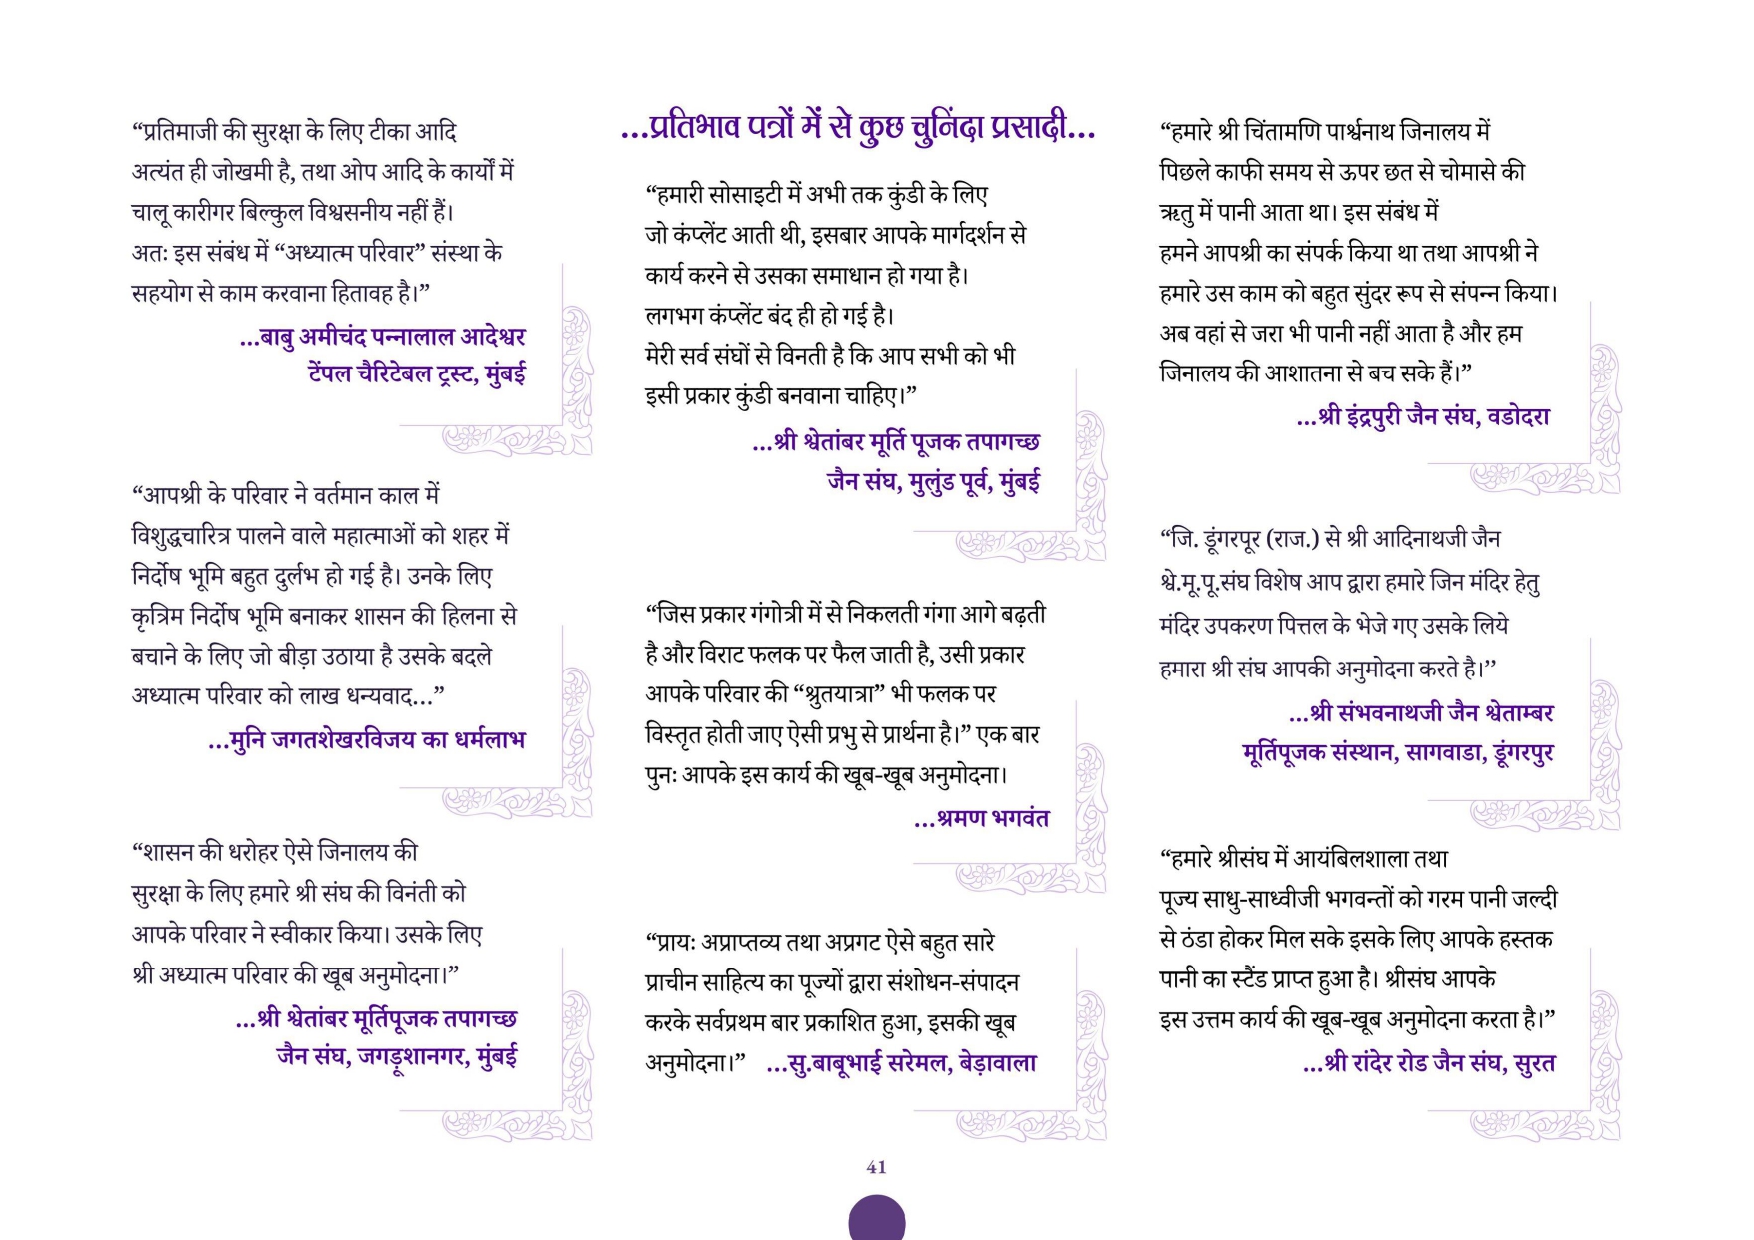 ...प्रतिभाव पत्रों में से कुछ चुनिंदा प्रसादी...
“प्रतिमाजी की सुरक्षा के लिए टीका आदि
अत्यंत ही जोखमी है, तथा ओप आदि के कार्यों में
चालू कारीगर बिल्कुल विश्वसनीय नहीं हैं।
अतः इस संबंध में “अध्यात्म परिवार” संस्था के
सहयोग से काम करवाना हितावह है।”
...बाबु अमीचंद पन्नालाल आदेश्वर
टेंपल चैरिटेबल ट्रस्ट, मुंबई
“आपश्री के परिवार ने वर्तमान काल में
विशुद्धचारित्र पालने वाले महात्माओं को शहर में
निर्दोष भूमि बहुत दुर्लभ हो गई है। उनके लिए
कृत्रिम निर्दोष भूमि बनाकर शासन की हिलना से
बचाने के लिए जो बीड़ा उठाया है उसके बदले
अध्यात्म परिवार को लाख धन्यवाद...”
...मुनि जगतशेखरविजय का धर्मलाभ
“शासन की धरोहर ऐसे जिनालय की
सुरक्षा के लिए हमारे श्री संघ की विनंती को
आपके परिवार ने स्वीकार किया। उसके लिए
श्री अध्यात्म परिवार की खूब अनुमोदना।”
...श्री श्वेतांबर मूर्तिपूजक तपागच्छ
जैन संघ, जगडूशानगर, मुंबई
“हमारी सोसाइटी में अभी तक कुंडी के लिए
जो कंप्लेंट आती थी, इसबार आपके मार्गदर्शन से
कार्य करने से उसका समाधान हो गया है।
लगभग कंप्लेंट बंद ही हो गई है।
मेरी सर्व संघों से विनती है कि आप सभी को भी
इसी प्रकार कुंडी बनवाना चाहिए।”
...श्री श्वेतांबर मूर्ति पूजक तपागच्छ
जैन संघ, मुलुंड पूर्व, मुंबई
“जिस प्रकार गंगोत्री में से निकलती गंगा आगे बढ़ती
है और विराट फलक पर फैल जाती है, उसी प्रकार
आपके परिवार की “श्रुतयात्रा” भी फलक पर
विस्तृत होती जाए ऐसी प्रभु से प्रार्थना है।” एक बार
पुनः आपके इस कार्य की खूब-खूब अनुमोदना।
...श्रमण भगवंत
“प्रायः अप्राप्तव्य तथा अप्रगट ऐसे बहुत सारे
प्राचीन साहित्य का पूज्यों द्वारा संशोधन-संपादन
करके सर्वप्रथम बार प्रकाशित हुआ, इसकी खूब
अनुमोदना।” ...सु.बाबूभाई सरेमल, बेड़ावाला
“हमारे श्री चिंतामणि पार्श्वनाथ जिनालय में
पिछले काफी समय से ऊपर छत से चोमासे की
ऋतु में पानी आता था। इस संबंध में
हमने आपश्री का संपर्क किया था तथा आपश्री ने
हमारे उस काम को बहुत सुंदर रूप से संपन्न किया।
अब वहां से जरा भी पानी नहीं आता है और हम
जिनालय की आशातना से बच सके हैं।”
...श्री इंद्रपुरी जैन संघ, वडोदरा
“जि. डूंगरपूर (राज.) से श्री आदिनाथजी जैन
श्वे.मू.पू.संघ विशेष आप द्वारा हमारे जिन मंदिर हेतु
मंदिर उपकरण पित्तल के भेजे गए उसके लिये
हमारा श्री संघ आपकी अनुमोदना करते है।’’
...श्री संभवनाथजी जैन श्वेताम्बर
मूर्तिपूजक संस्थान, सागवाडा, डूंगरपुर
“हमारे श्रीसंघ में आयंबिलशाला तथा
पूज्य साधु-साध्वीजी भगवन्तों को गरम पानी जल्दी
से ठंडा होकर मिल सके इसके लिए आपके हस्तक
पानी का स्टैंड प्राप्त हुआ है। श्रीसंघ आपके
इस उत्तम कार्य की खूब-खूब अनुमोदना करता है।”
...श्री रांदेर रोड जैन संघ, सुरत
41